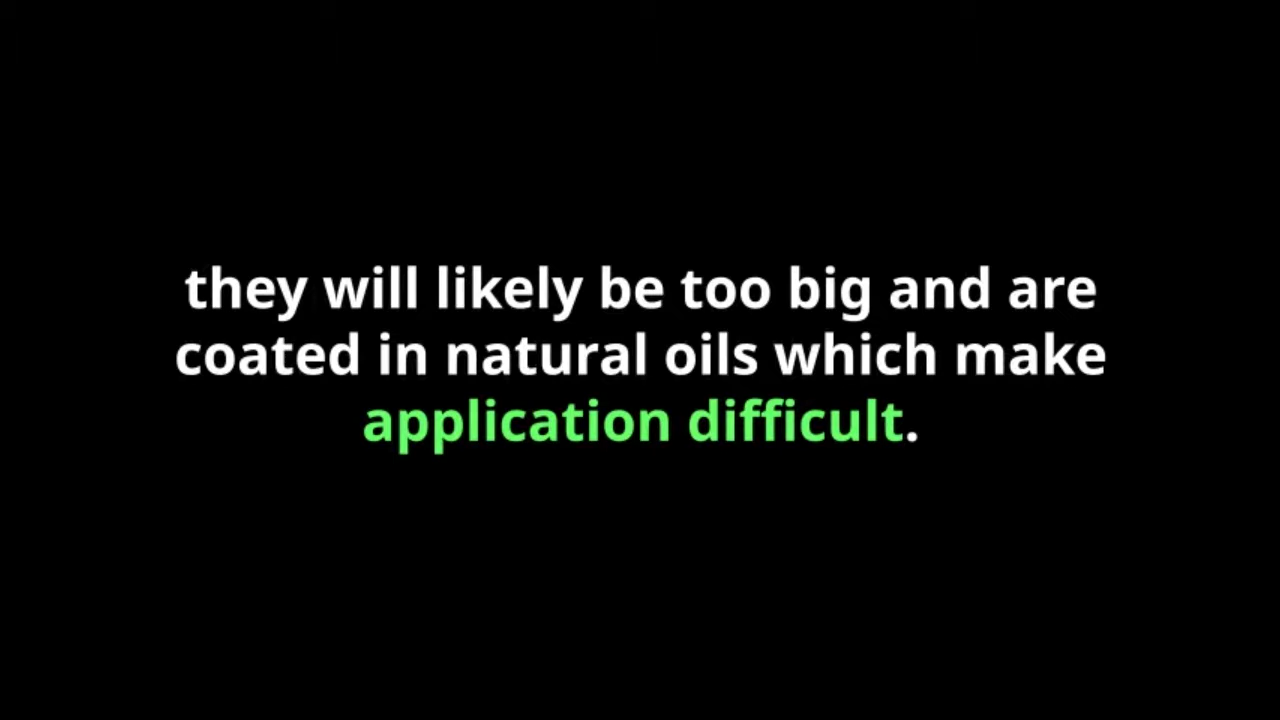 they will likely be too big and are
coated in natural oils which make
application difficult.